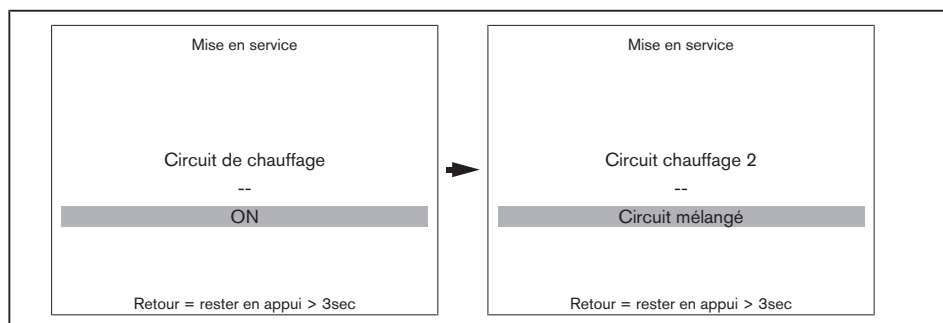 Mise en service
Circuit de chauffage
--
ON
Retour = rester en appui > 3sec
Mise en service
Circuit chauffage 2
--
Circuit mélangé
Retour = rester en appui > 3sec